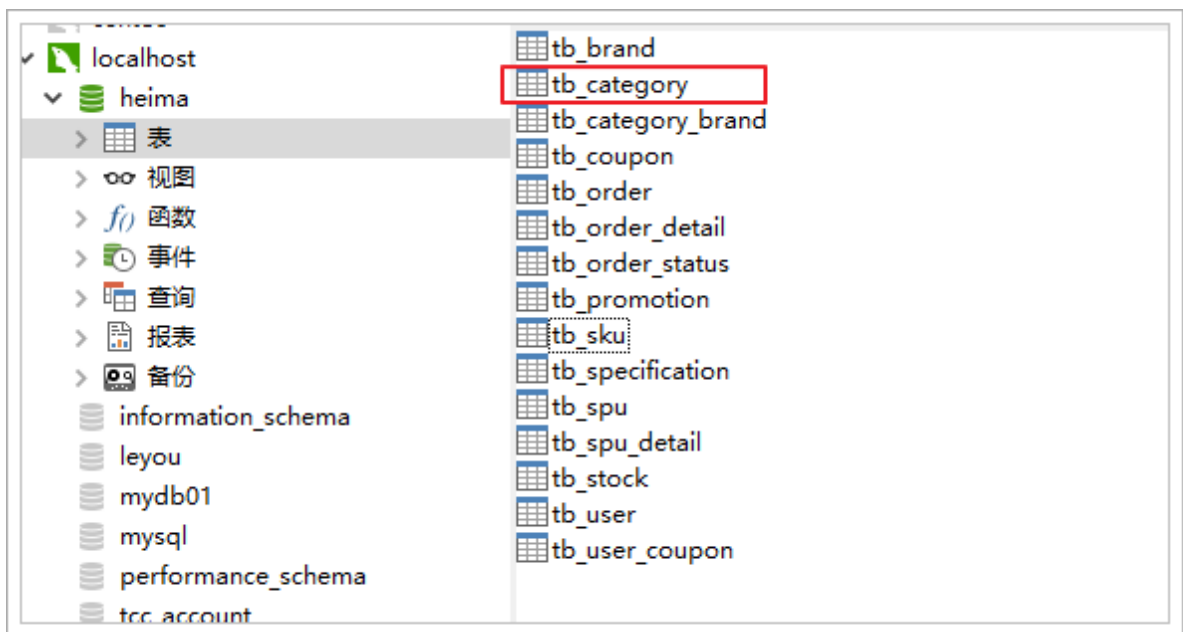 localhost
heima
表
视图
f()
函数
事件
查询
报表
备份
information_schema
leyou
mydb01
mysql
performance_schema
tcc_account
tb_brand
tb_category
tb_category_brand
tb_coupon
tb_order
tb_order_detail
tb_order_status
tb_promotion
tb_sku
tb_specification
tb_spu
tb_spu_detail
tb_stock
tb_user
tb_user_coupon